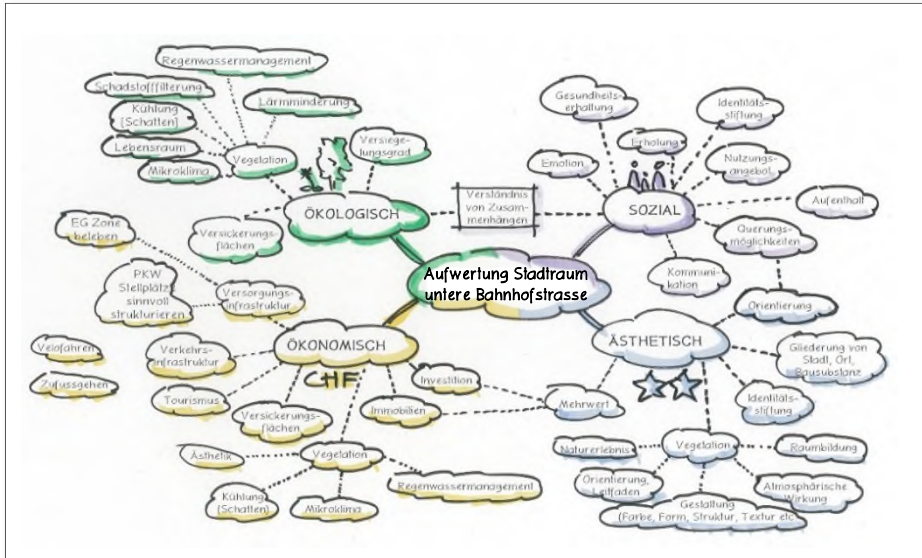 Regenwassermanagement
Schadstofffilterung
Lärmminderung
Kühlung
(Schatten)
Lebensraum
Vegetation
Mikroklima
Versiege-
lungsgrad
ÖKOLOGISCH
Versickerungs-
flächen
Verständnis
von Zusam-
menhängen
Gesundheits-
erhaltung
Identitäts-
stiftung
Erholung
Emotion
Nutzungs-
angebot
SOZIAL
Aufenthalt
Querungs-
möglichkeiten
Kommuni-
kation
Orientierung
Aufwertung Stadtraum
untere Bahnhofstrasse
EG Zone
beleben
PKW
Stellplätze
sinnvoll
strukturieren
Versorgungs-
infrastruktur
ÖKONOMISCH
CHF
Velofahren
Zufussgehen
Verkehrs-
infrastruktur
Tourismus
Versickerungs-
flächen
Investition
Immobilien
Mehrwert
Ästhetik
Vegetation
Kühlung
(Schatten)
Mikroklima
Regenwassermanagement
ÄSTHETISCH
Gliederung von
Stadt, Ort,
Bausubstanz
Identitäts-
stiftung
Naturerlebnis
Vegetation
Raumbildung
Orientierung,
Leitfaden
Atmosphärische
Wirkung
Gestaltung
(Farbe, Form, Struktur, Textur etc.